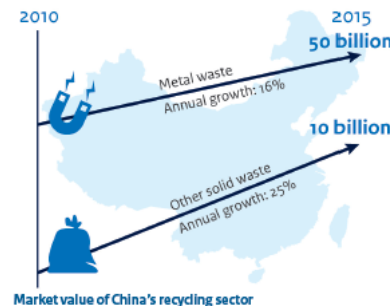 2010
2015
50 billion
Metal waste
Annual growth: 16%
10 billion
Other solid waste
Annual growth: 25%
Market value of China's recycling sector